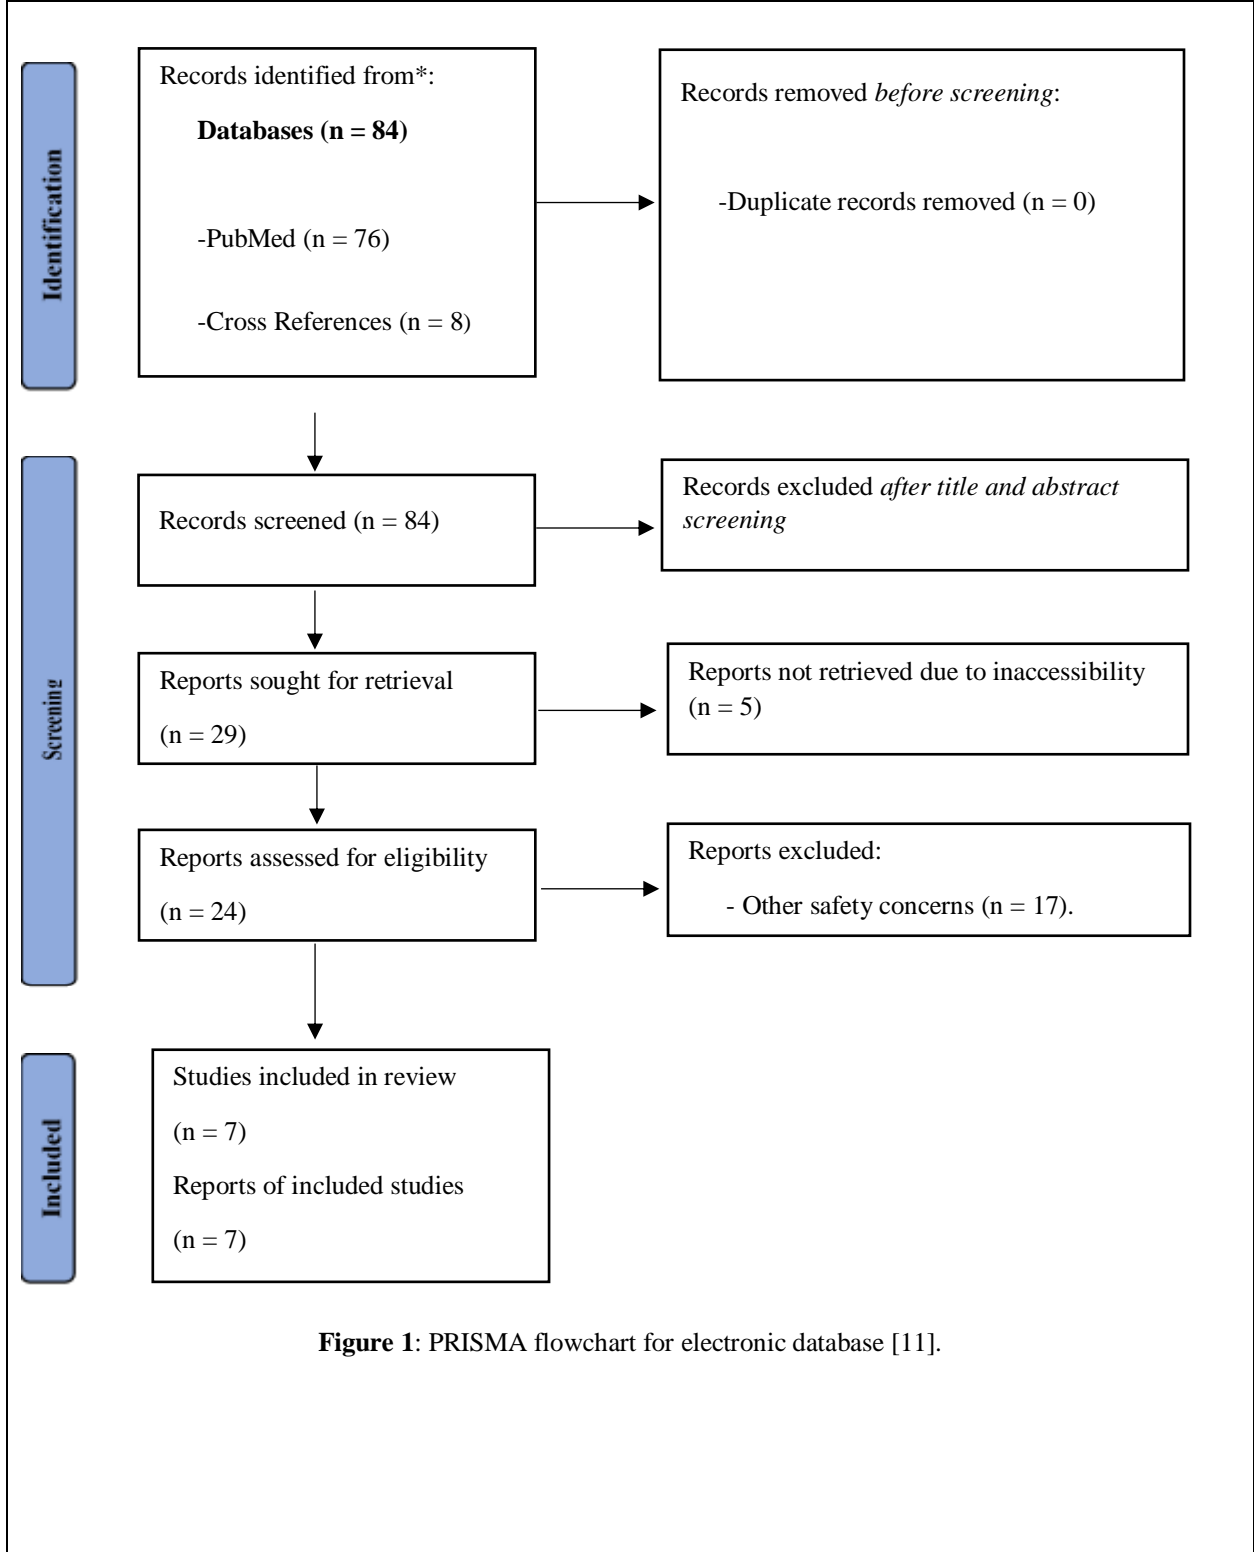 Identification
Records identified from*:
Databases (n = 84)
-PubMed (n = 76)
-Cross References (n = 8)
Records removed before screening:
-Duplicate records removed (n = 0)
Screening
Records screened (n = 84)
Records excluded after title and abstract
screening
Reports sought for retrieval
(n = 29)
Reports not retrieved due to inaccessibility
(n = 5)
Reports assessed for eligibility
(n = 24)
Reports excluded:
- Other safety concerns (n = 17).
Included
Studies included in review
(n = 7)
Reports of included studies
(n = 7)
Figure 1: PRISMA flowchart for electronic database [11].